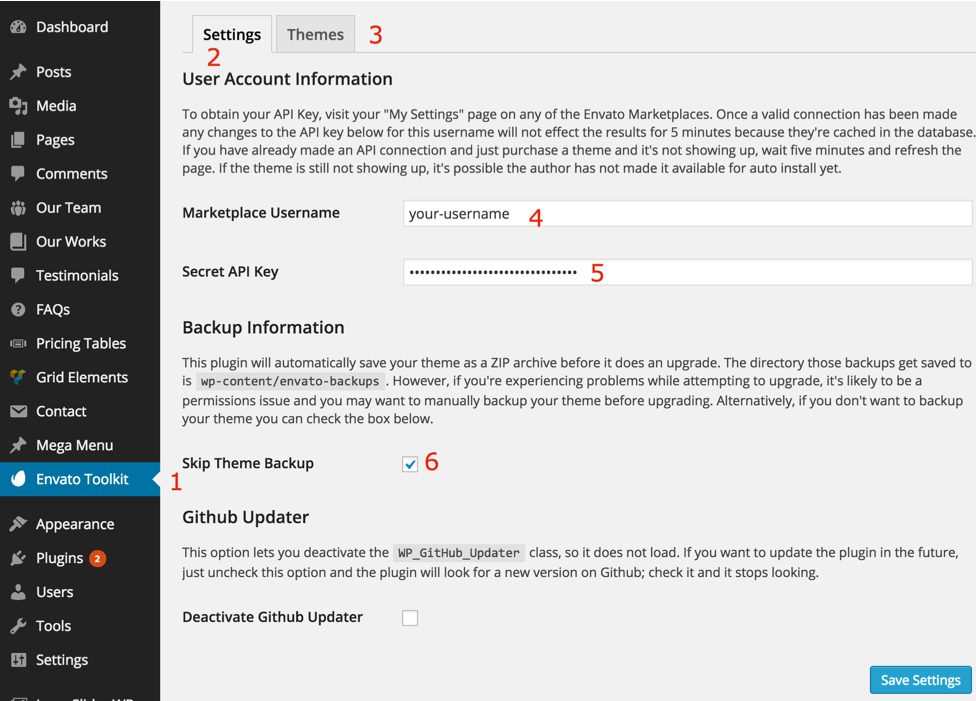 Dashboard
Posts
Media
Pages
Comments
Our Team
Our Works
Testimonials
FAQs
Pricing Tables
Grid Elements
Contact
Mega Menu
Envato Toolkit
1
Appearance
Plugins 2
Users
Tools
Settings
Settings Themes 3
2
User Account Information
To obtain your API Key, visit your "My Settings" page on any of the Envato Marketplaces. Once a valid connection has been made
any changes to the API key below for this username will not effect the results for 5 minutes because they're cached in the database.
If you have already made an API connection and just purchase a theme and it's not showing up, wait five minutes and refresh the
page. If the theme is still not showing up, it's possible the author has not made it available for auto install yet.
Marketplace Username your-username 4
Secret API Key 5
Backup Information
This plugin will automatically save your theme as a ZIP archive before it does an upgrade. The directory those backups get saved to
is wp-content/envato-backups . However, if you're experiencing problems while attempting to upgrade, it's likely to be a
permissions issue and you may want to manually backup your theme before upgrading. Alternatively, if you don't want to backup
your theme you can check the box below.
Skip Theme Backup 6
Github Updater
This option lets you deactivate the WP_GitHub_Updater class, so it does not load. If you want to update the plugin in the future,
just uncheck this option and the plugin will look for a new version on Github; check it and it stops looking.
Deactivate Github Updater
Save Settings